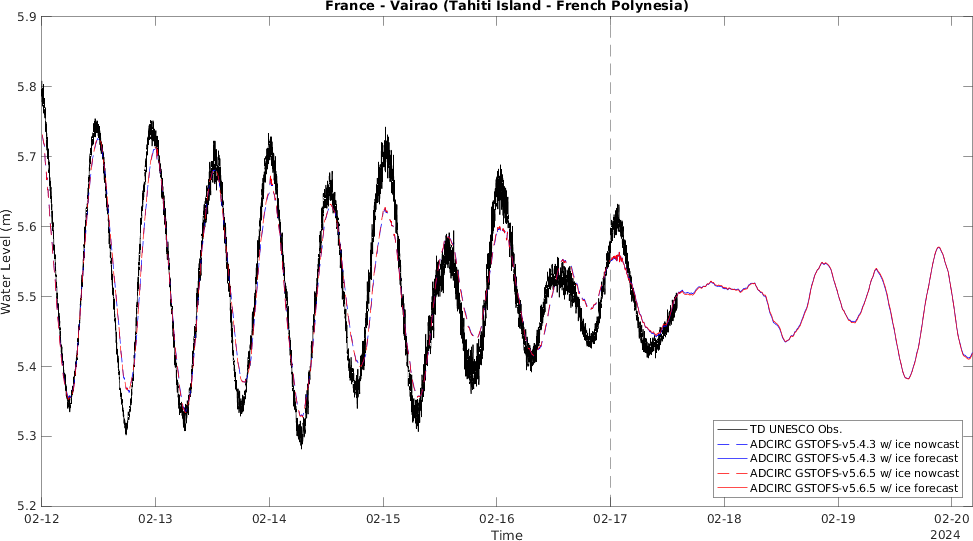 France - Vairao (Tahiti Island - French Polynesia)
5.9
5.8
5.7
5.6
5.5
5.4
5.3
5.2
Water Level (m)
TD UNESCO Obs.
ADCIRC GSTOFS-v5.4.3 w/ ice nowcast
ADCIRC GSTOFS-v5.4.3 w/ ice forecast
ADCIRC GSTOFS-v5.6.5 w/ ice nowcast
ADCIRC GSTOFS-v5.6.5 w/ ice forecast
02-12 02-13 02-14 02-15 02-16 02-17 02-18 02-19 02-20
Time 2024